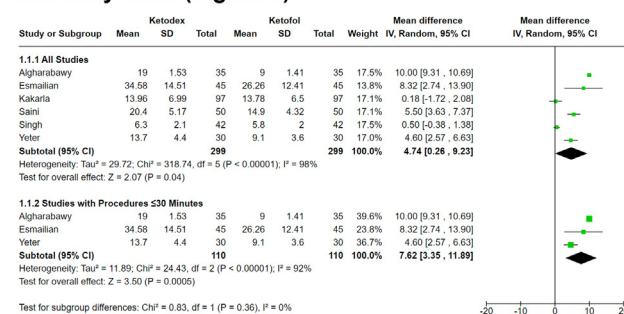 Ketodex Ketofol Mean difference Mean difference
Study or Subgroup Mean SD Total Mean SD Total Weight IV, Random, 95% CI IV, Random, 95% CI
1.1.1 All Studies
Algharabawy 19 1.53 35 9 1.41 35 17.5% 10.00 [9.31 , 10.69]
Esmailian 34.58 14.51 45 26.26 12.41 45 13.8% 8.32 [2.74 , 13.90]
Kakarla 13.96 6.99 97 13.78 6.5 97 17.1% 0.18 [-1.72 , 2.08]
Saini 20.4 5.17 50 14.9 4.32 50 17.1% 5.50 [3.63 , 7.37]
Singh 6.3 2.1 42 5.8 2 42 17.5% 0.50 [-0.38 , 1.38]
Yeter 13.7 4.4 30 9.1 3.6 30 17.0% 4.60 [2.57 , 6.63]
Subtotal (95% CI) 299 299 100.0% 4.74 [0.26 , 9.23]
Heterogeneity: Tau² = 29.72; Chi² = 318.74, df = 5 (P < 0.00001); I² = 98%
Test for overall effect: Z = 2.07 (P = 0.04)
1.1.2 Studies with Procedures ≤30 Minutes
Algharabawy 19 1.53 35 9 1.41 35 39.6% 10.00 [9.31 , 10.69]
Esmailian 34.58 14.51 45 26.26 12.41 45 23.8% 8.32 [2.74 , 13.90]
Yeter 13.7 4.4 30 9.1 3.6 30 36.7% 4.60 [2.57 , 6.63]
Subtotal (95% CI) 110 110 100.0% 7.62 [3.35 , 11.89]
Heterogeneity: Tau² = 11.89; Chi² = 24.43, df = 2 (P < 0.00001); I² = 92%
Test for overall effect: Z = 3.50 (P = 0.0005)
Test for subgroup differences: Chi² = 0.83, df = 1 (P = 0.36), I² = 0%
-20 -10 0 10